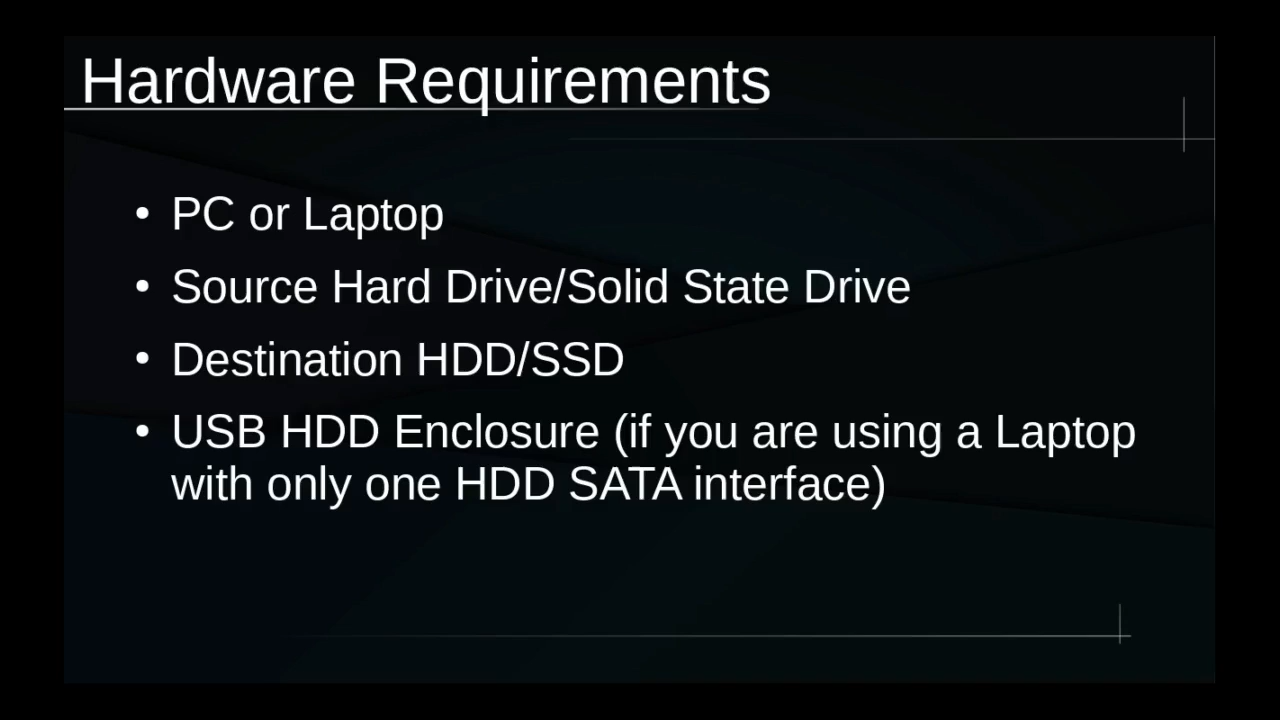 Hardware Requirements
• PC or Laptop
• Source Hard Drive/Solid State Drive
• Destination HDD/SSD
• USB HDD Enclosure (if you are using a Laptop
with only one HDD SATA interface)